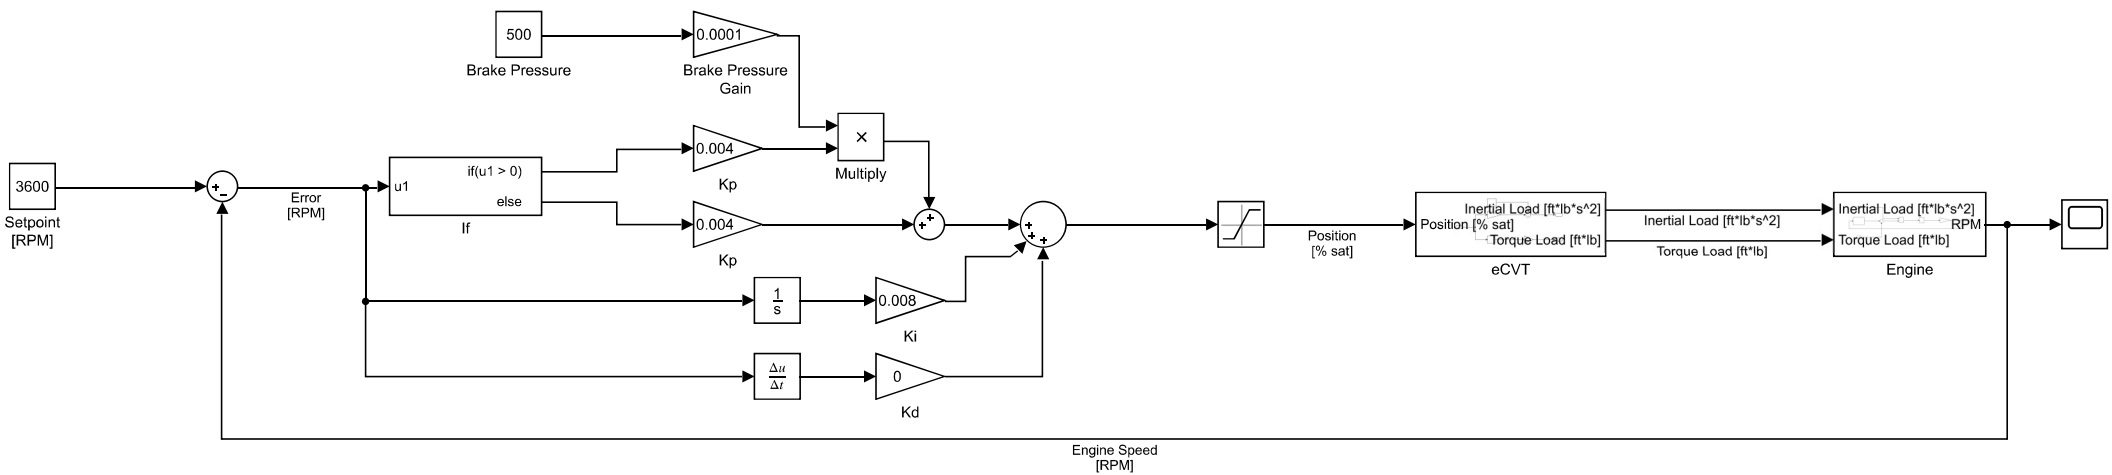 500
Brake Pressure
0.0001
Brake Pressure
Gain
3600
Setpoint
[RPM]
+
−
Error
[RPM]
u1
if(u1 > 0)
else
If
0.004
Kp
0.004
Kp
×
Multiply
+
+
1
s
0.008
Ki
Δu
Δt
0
Kd
+
+
+
Position
[% sat]
Position [% sat]
Inertial Load [ft*lb*s^2]
Torque Load [ft*lb]
eCVT
Inertial Load [ft*lb*s^2]
Torque Load [ft*lb]
Inertial Load [ft*lb*s^2]
Torque Load [ft*lb]
RPM
Engine
Engine Speed
[RPM]